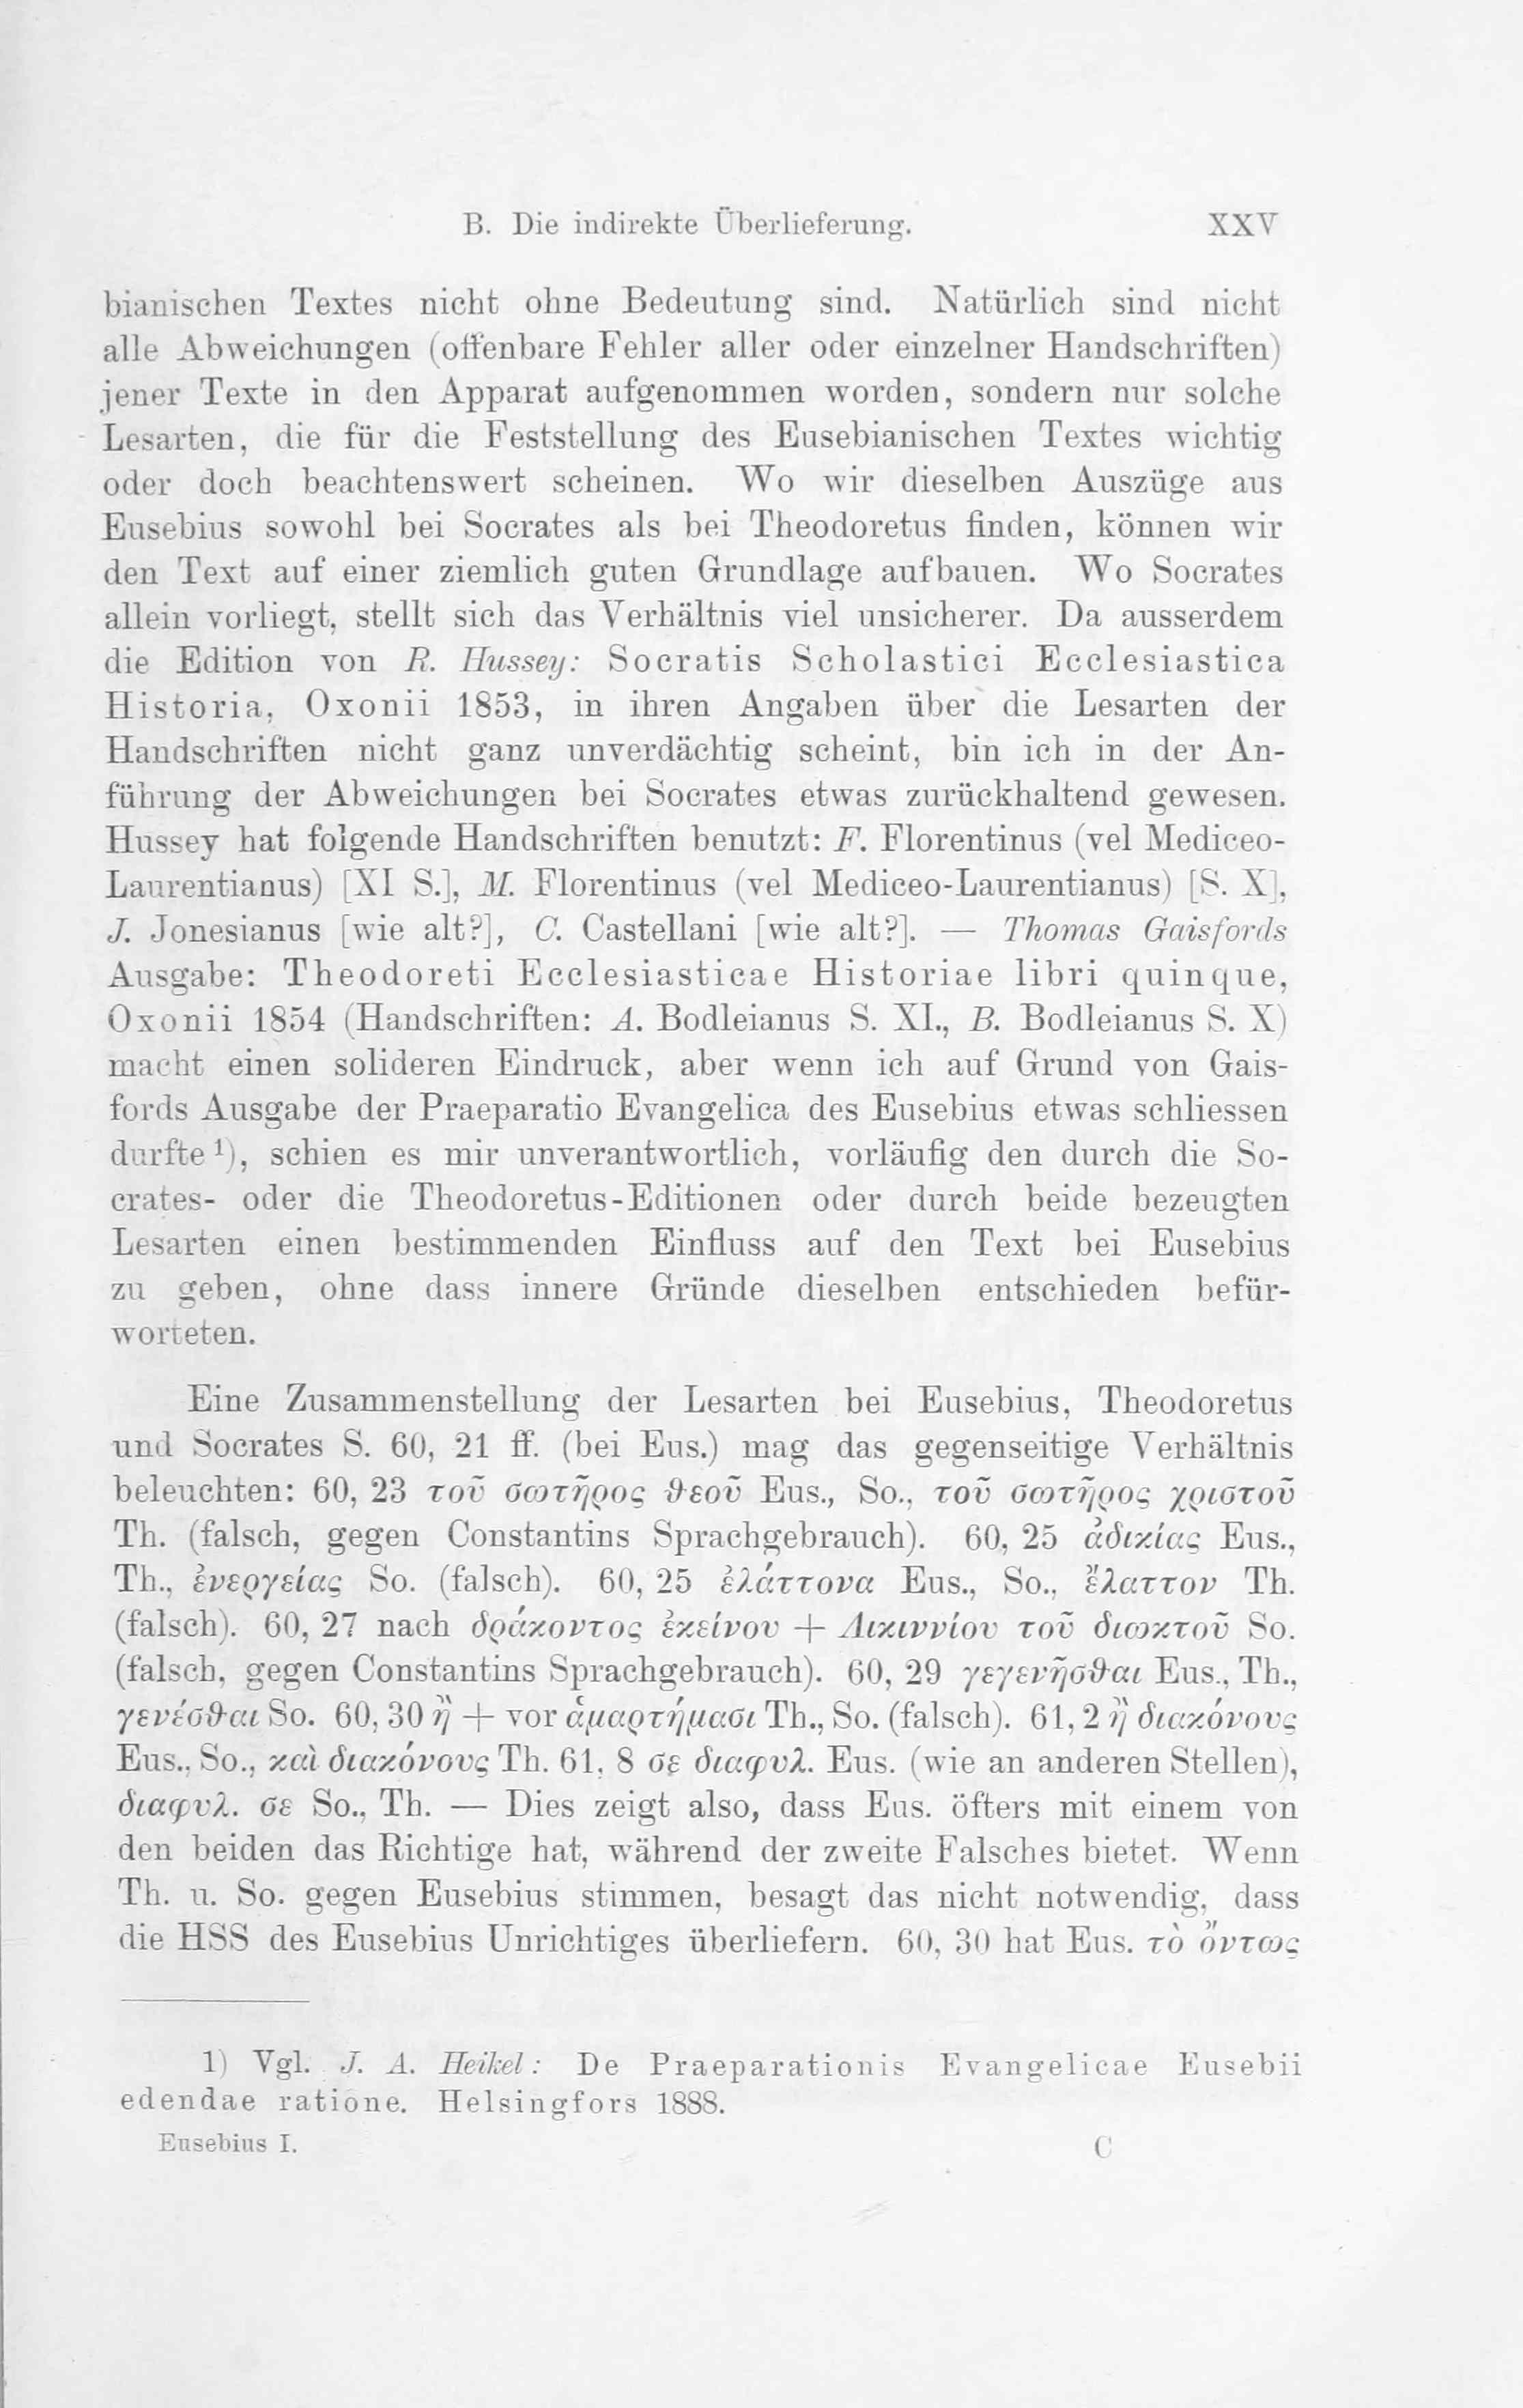 B. Die indirekte Überlieferung. XXV
bianischen Textes nicht ohne Bedeutung sind. Natürlich sind nicht
alle Abweichungen (offenbare Fehler aller oder einzelner Handschriften)
jener Texte in den Apparat aufgenommen worden, sondern nur solche
Lesarten, die für die Feststellung des Eusebianischen Textes wichtig
oder doch beachtenswert scheinen. Wo wir dieselben Auszüge aus
Eusebius sowohl bei Socrates als bei Theodoretus finden, können wir
den Text auf einer ziemlich guten Grundlage aufbauen. Wo Socrates
allein vorliegt, stellt sich das Verhältnis viel unsicherer. Da ausserdem
die Edition von R. Hussey: Socratis Scholastici Ecclesiastica
Historia, Oxonii 1853, in ihren Angaben über die Lesarten der
Handschriften nicht ganz unverdächtig scheint, bin ich in der An-
führung der Abweichungen bei Socrates etwas zurückhaltend gewesen.
Hussey hat folgende Handschriften benutzt: F. Florentinus (vel Mediceo-
Laurentianus) [XI S.], M. Florentinus (vel Mediceo-Laurentianus) [S. X],
J. Jonesianus [wie alt?], C. Castellani [wie alt?]. — Thomas Gaisfords
Ausgabe: Theodoreti Ecclesiasticae Historiae libri quinque,
Oxonii 1854 (Handschriften: A. Bodleianus S. XI., B. Bodleianus S. X)
macht einen solideren Eindruck, aber wenn ich auf Grund von Gais-
fords Ausgabe der Praeparatio Evangelica des Eusebius etwas schliessen
durfte 1), schien es mir unverantwortlich, vorläufig den durch die So-
crates- oder die Theodoretus-Editionen oder durch beide bezeugten
Lesarten einen bestimmenden Einfluss auf den Text bei Eusebius
zu geben, ohne dass innere Gründe dieselben entschieden befür-
worteten.
Eine Zusammenstellung der Lesarten bei Eusebius, Theodoretus
und Socrates S. 60, 21 ff. (bei Eus.) mag das gegenseitige Verhältnis
beleuchten: 60, 23 τοῦ σωτῆρος θεοῦ Eus., So., τοῦ σωτῆρος χριστοῦ
Th. (falsch, gegen Constantins Sprachgebrauch). 60, 25 ἀδικίας Eus.,
Th., ἐνεργείας So. (falsch). 60, 25 ἐλάττονα Eus., So., ἔλαττον Th.
(falsch). 60, 27 nach δράκοντος ἐκείνου + Λικιννίου τοῦ διωκτοῦ So.
(falsch, gegen Constantins Sprachgebrauch). 60, 29 γεγενῆσθαι Eus., Th.,
γενέσθαι So. 60, 30 ἢ + vor ἁμαρτήμασι Th., So. (falsch). 61, 2 ἢ διακόνους
Eus., So., καὶ διακόνους Th. 61, 8 σε διαφυλ. Eus. (wie an anderen Stellen),
διαφυλ. σε So., Th. — Dies zeigt also, dass Eus. öfters mit einem von
den beiden das Richtige hat, während der zweite Falsches bietet. Wenn
Th. u. So. gegen Eusebius stimmen, besagt das nicht notwendig, dass
die HSS des Eusebius Unrichtiges überliefern. 60, 30 hat Eus. τὸ ὄντως
1) Vgl. J. A. Heikel: De Praeparationis Evangelicae Eusebii
edendae ratione. Helsingfors 1888.
Eusebius I. C